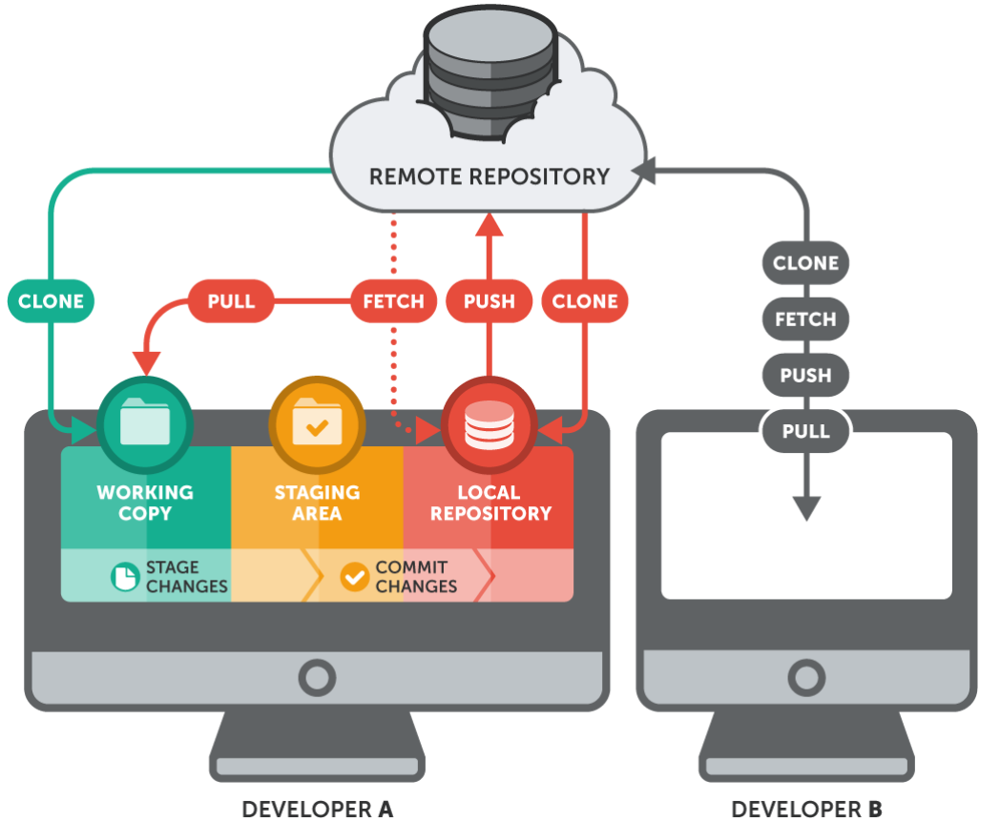 REMOTE REPOSITORY
CLONE
PULL
FETCH
PUSH
CLONE
CLONE
FETCH
PUSH
PULL
WORKING
COPY
STAGING
AREA
LOCAL
REPOSITORY
STAGE
CHANGES
COMMIT
CHANGES
DEVELOPER A
DEVELOPER B